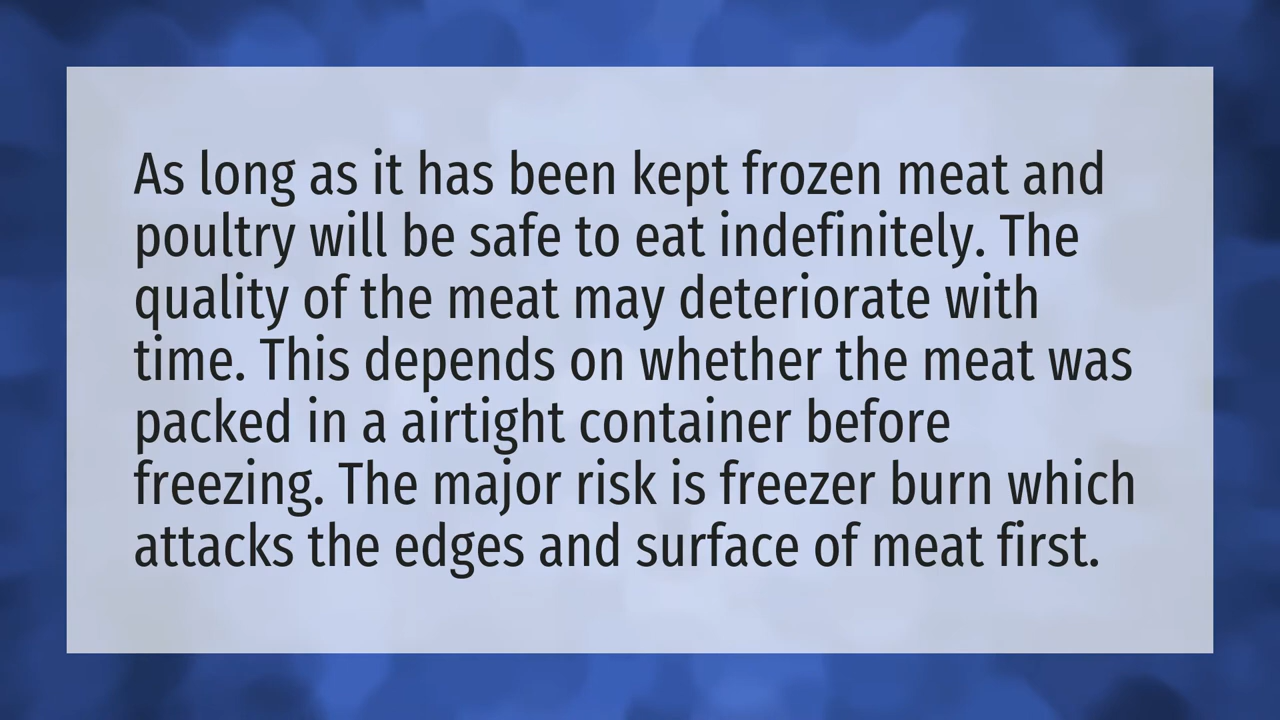 As long as it has been kept frozen meat and
poultry will be safe to eat indefinitely. The
quality of the meat may deteriorate with
time. This depends on whether the meat was
packed in a airtight container before
freezing. The major risk is freezer burn which
attacks the edges and surface of meat first.